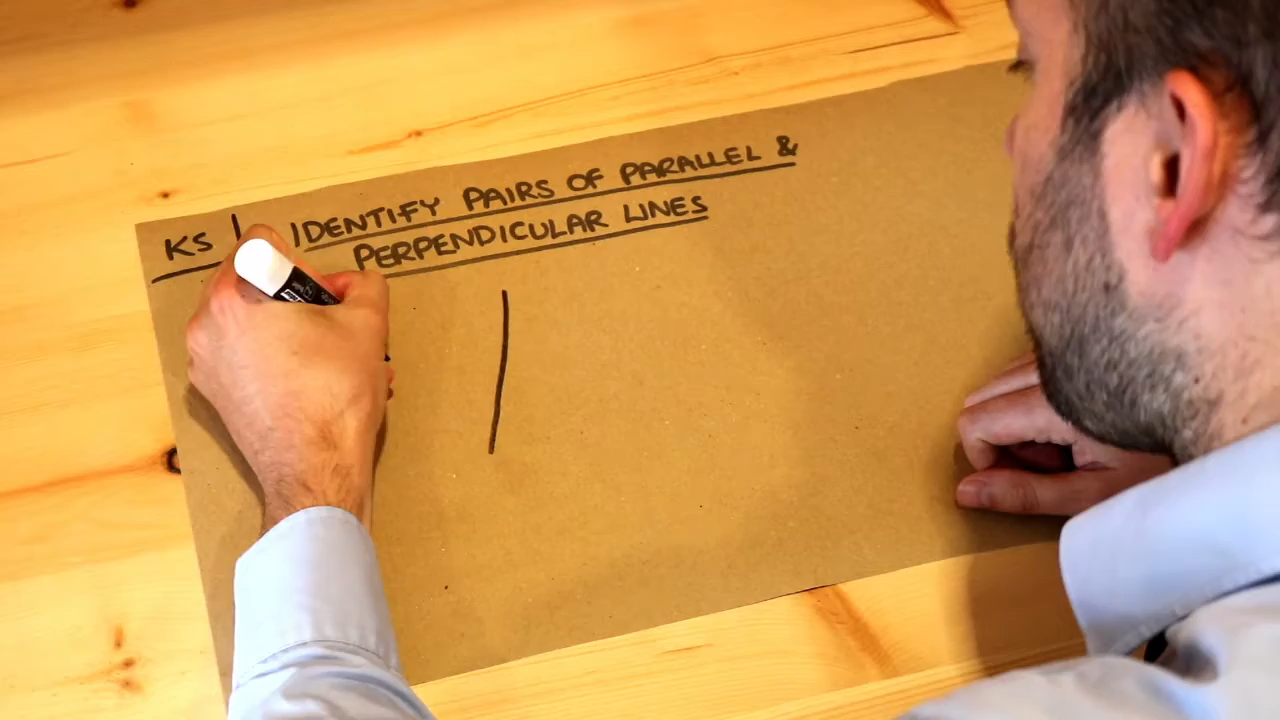 KS IDENTIFY PAIRS OF PARALLEL &
PERPENDICULAR LINES